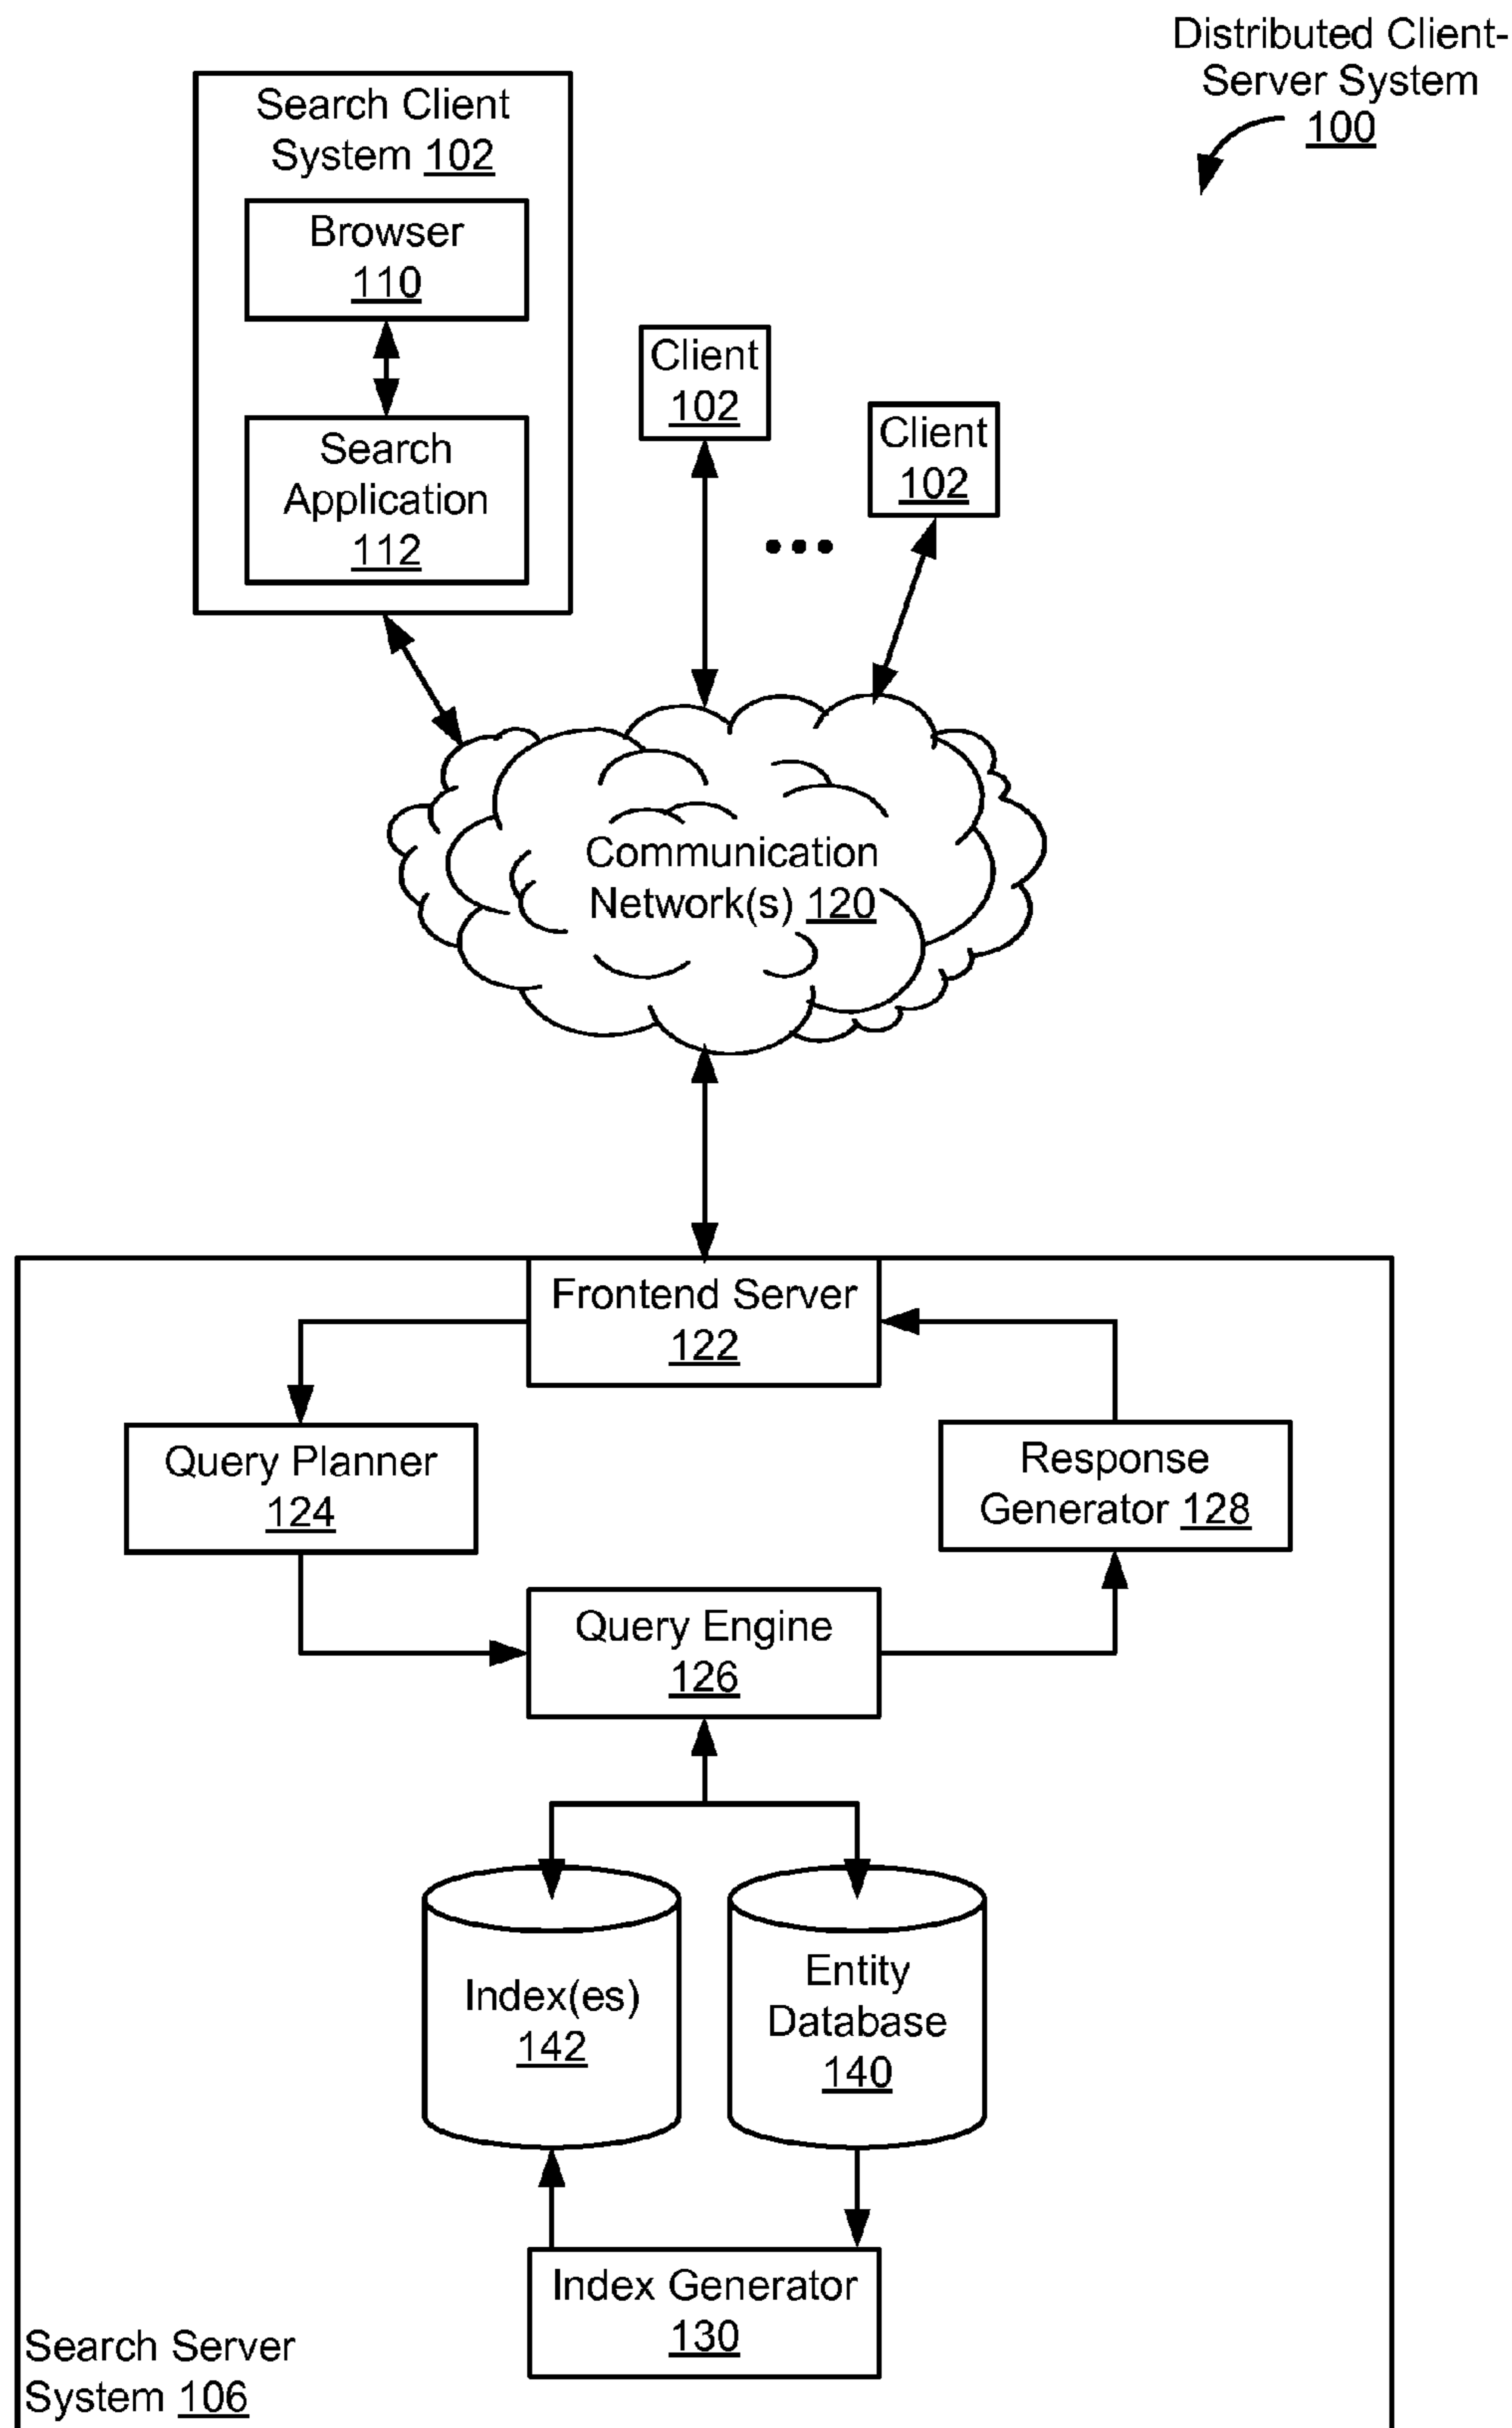 Distributed Client-
Server System
100
Search Client
System 102
Browser
110
Search
Application
112
Client
102
Client
102
Communication
Network(s) 120
Frontend Server
122
Query Planner
124
Response
Generator 128
Query Engine
126
Index(es)
142
Entity
Database
140
Index Generator
130
Search Server
System 106